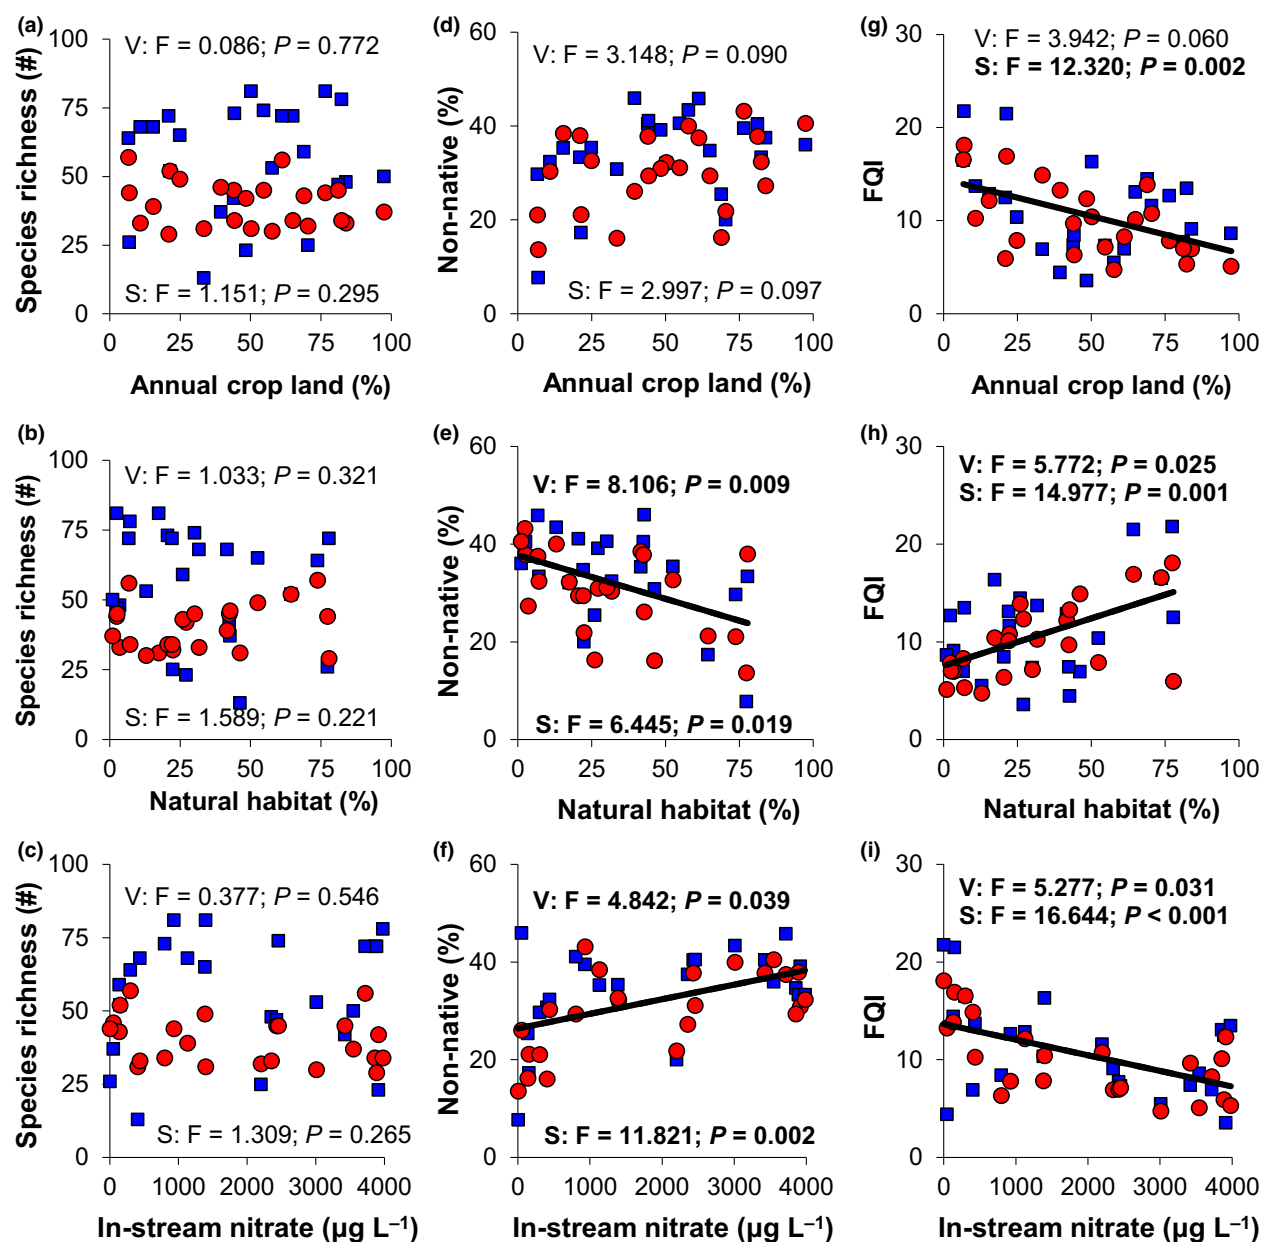 (a)
V: F = 0.086; P = 0.772
S: F = 1.151; P = 0.295
Species richness (#)
100
75
50
25
0
0 25 50 75 100
Annual crop land (%)
(d)
V: F = 3.148; P = 0.090
S: F = 2.997; P = 0.097
Non-native (%)
60
40
20
0
0 25 50 75 100
Annual crop land (%)
(g)
V: F = 3.942; P = 0.060
S: F = 12.320; P = 0.002
FQI
30
20
10
0
0 25 50 75 100
Annual crop land (%)
(b)
V: F = 1.033; P = 0.321
S: F = 1.589; P = 0.221
Species richness (#)
100
75
50
25
0
0 25 50 75 100
Natural habitat (%)
(e)
V: F = 8.106; P = 0.009
S: F = 6.445; P = 0.019
Non-native (%)
60
40
20
0
0 25 50 75 100
Natural habitat (%)
(h)
V: F = 5.772; P = 0.025
S: F = 14.977; P = 0.001
FQI
30
20
10
0
0 25 50 75 100
Natural habitat (%)
(c)
V: F = 0.377; P = 0.546
S: F = 1.309; P = 0.265
Species richness (#)
100
75
50
25
0
0 1000 2000 3000 4000
In-stream nitrate (µg L⁻¹)
(f)
V: F = 4.842; P = 0.039
S: F = 11.821; P = 0.002
Non-native (%)
60
40
20
0
0 1000 2000 3000 4000
In-stream nitrate (µg L⁻¹)
(i)
V: F = 5.277; P = 0.031
S: F = 16.644; P < 0.001
FQI
30
20
10
0
0 1000 2000 3000 4000
In-stream nitrate (µg L⁻¹)